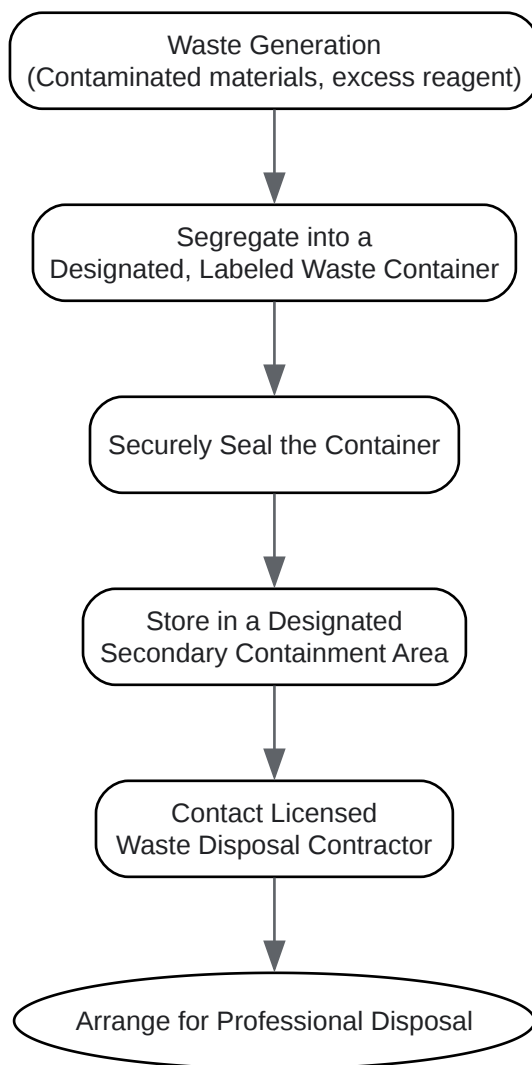 Waste Generation
(Contaminated materials, excess reagent)
Segregate into a
Designated, Labeled Waste Container
Securely Seal the Container
Store in a Designated
Secondary Containment Area
Contact Licensed
Waste Disposal Contractor
Arrange for Professional Disposal